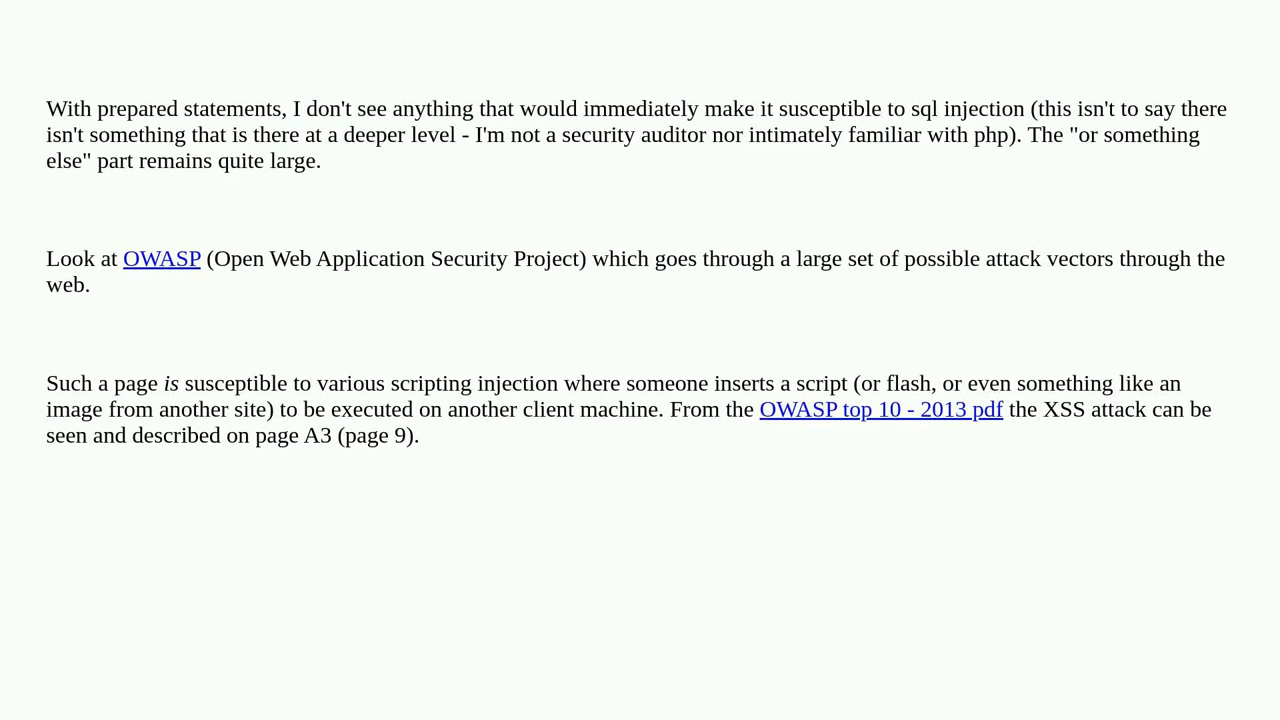 With prepared statements, I don't see anything that would immediately make it susceptible to sql injection (this isn't to say there
isn't something that is there at a deeper level - I'm not a security auditor nor intimately familiar with php). The "or something
else" part remains quite large.
Look at OWASP (Open Web Application Security Project) which goes through a large set of possible attack vectors through the
web.
Such a page is susceptible to various scripting injection where someone inserts a script (or flash, or even something like an
image from another site) to be executed on another client machine. From the OWASP top 10 - 2013 pdf the XSS attack can be
seen and described on page A3 (page 9).